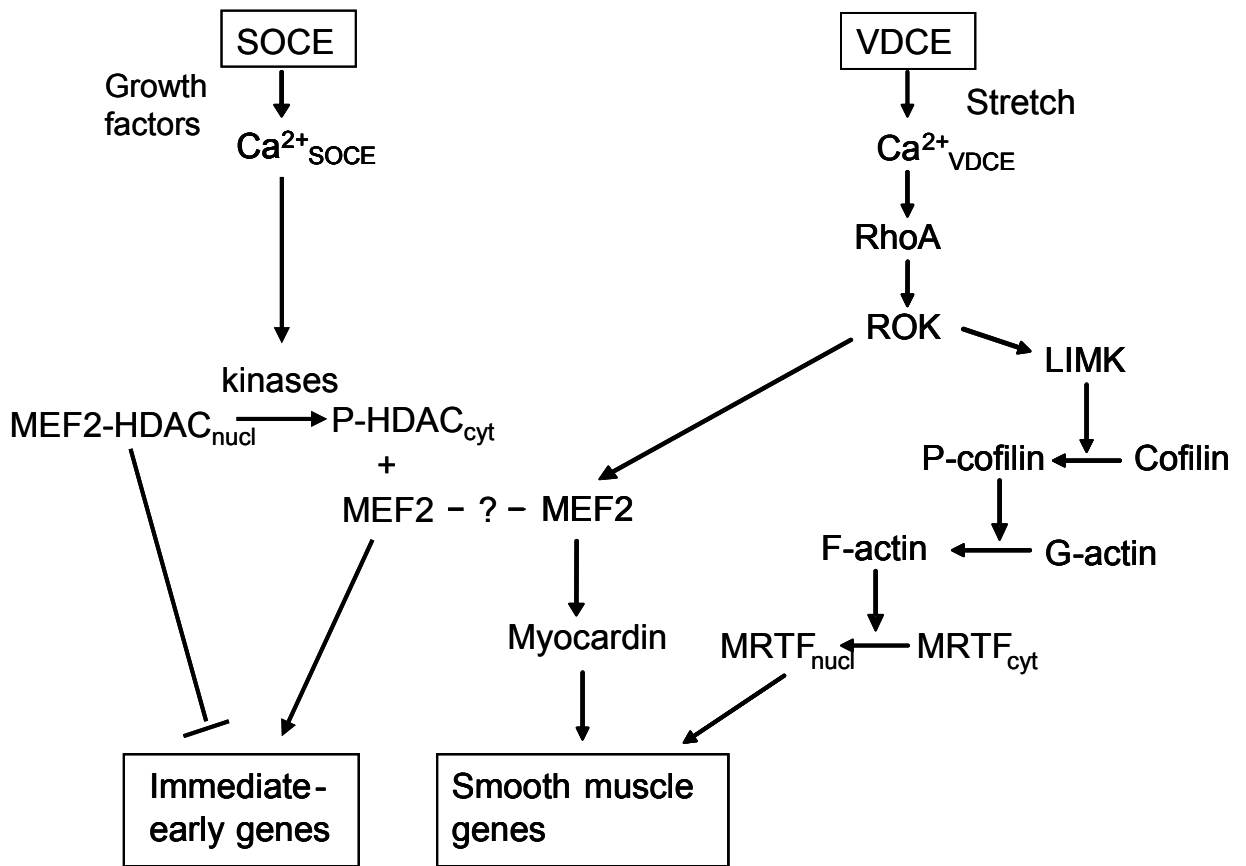 SOCE
VDCE
Growth
factors
Stretch
Ca²⁺SOCE
Ca²⁺VDCE
RhoA
ROK
LIMK
kinases
MEF2-HDACnucl
P-HDACcyt
+
P-cofilin
Cofilin
MEF2 – ? – MEF2
F-actin
G-actin
Myocardin
MRTFnucl
MRTFcyt
Immediate-
early genes
Smooth muscle
genes